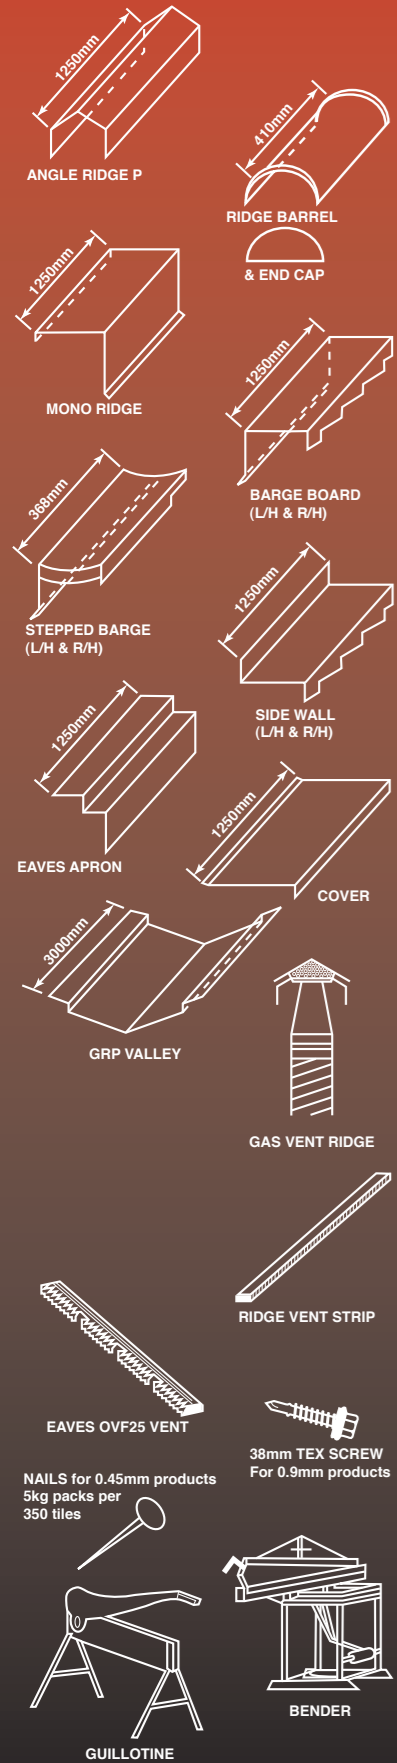 1250mm
ANGLE RIDGE P
410mm
RIDGE BARREL
& END CAP
1250mm
MONO RIDGE
1250mm
BARGE BOARD
(L/H & R/H)
368mm
STEPPED BARGE
(L/H & R/H)
1250mm
SIDE WALL
(L/H & R/H)
1250mm
EAVES APRON
1250mm
COVER
3000mm
GRP VALLEY
GAS VENT RIDGE
RIDGE VENT STRIP
EAVES OVF25 VENT
38mm TEX SCREW
For 0.9mm products
NAILS for 0.45mm products
5kg packs per
350 tiles
BENDER
GUILLOTINE